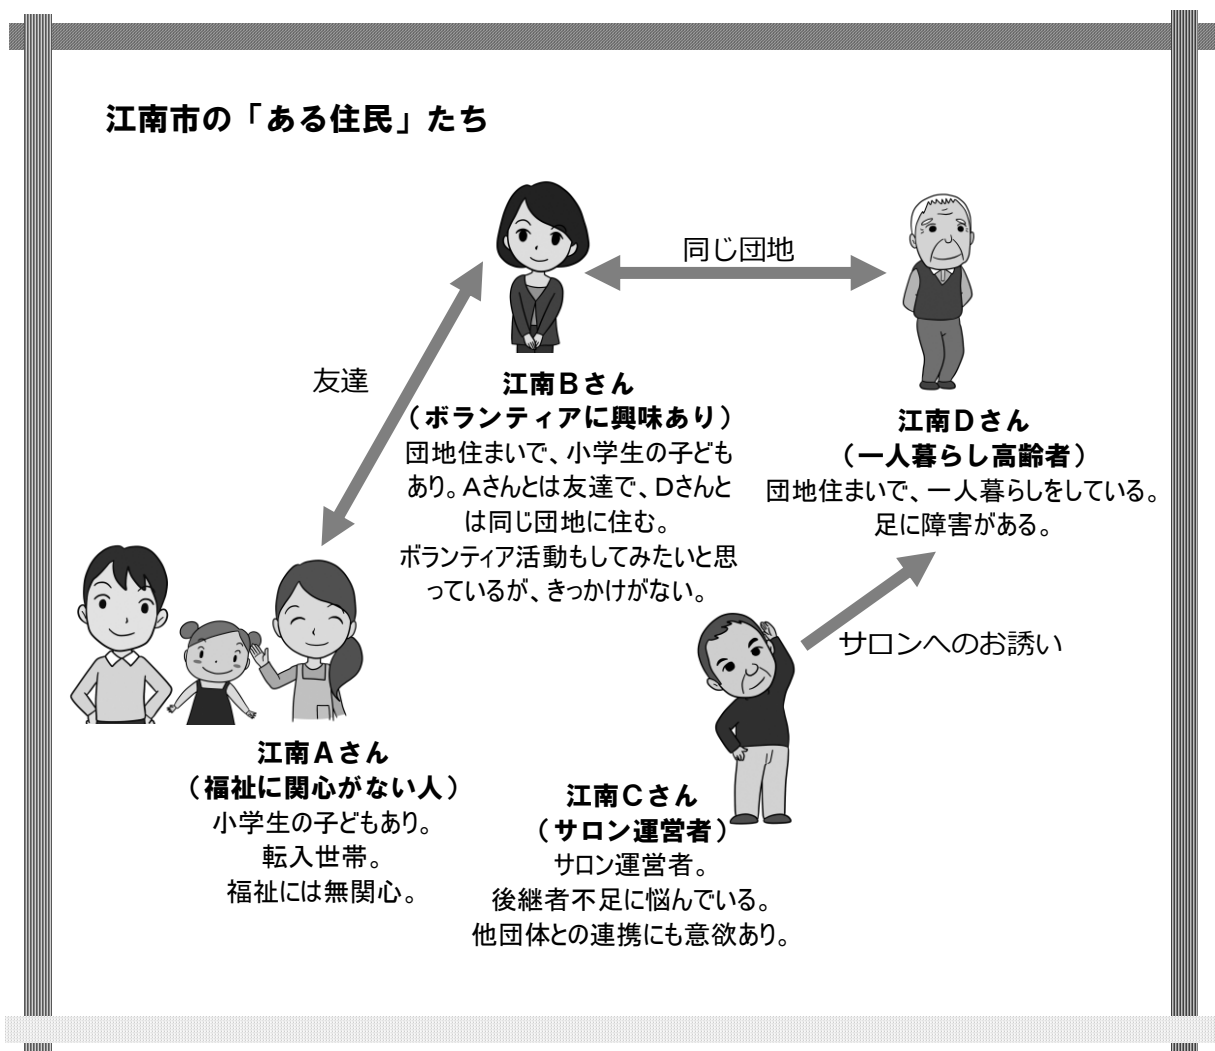 江南市の「ある住民」たち
同じ団地
友達
江南Bさん
（ボランティアに興味あり）
団地住まいで、小学生の子ども
あり。Aさんとは友達で、Dさんと
は同じ団地に住む。
ボランティア活動もしてみたいと思
っているが、きっかけがない。
江南Dさん
（一人暮らし高齢者）
団地住まいで、一人暮らしをしている。
足に障害がある。
サロンへのお誘い
江南Aさん
（福祉に関心がない人）
小学生の子どもあり。
転入世帯。
福祉には無関心。
江南Cさん
（サロン運営者）
サロン運営者。
後継者不足に悩んでいる。
他団体との連携にも意欲あり。